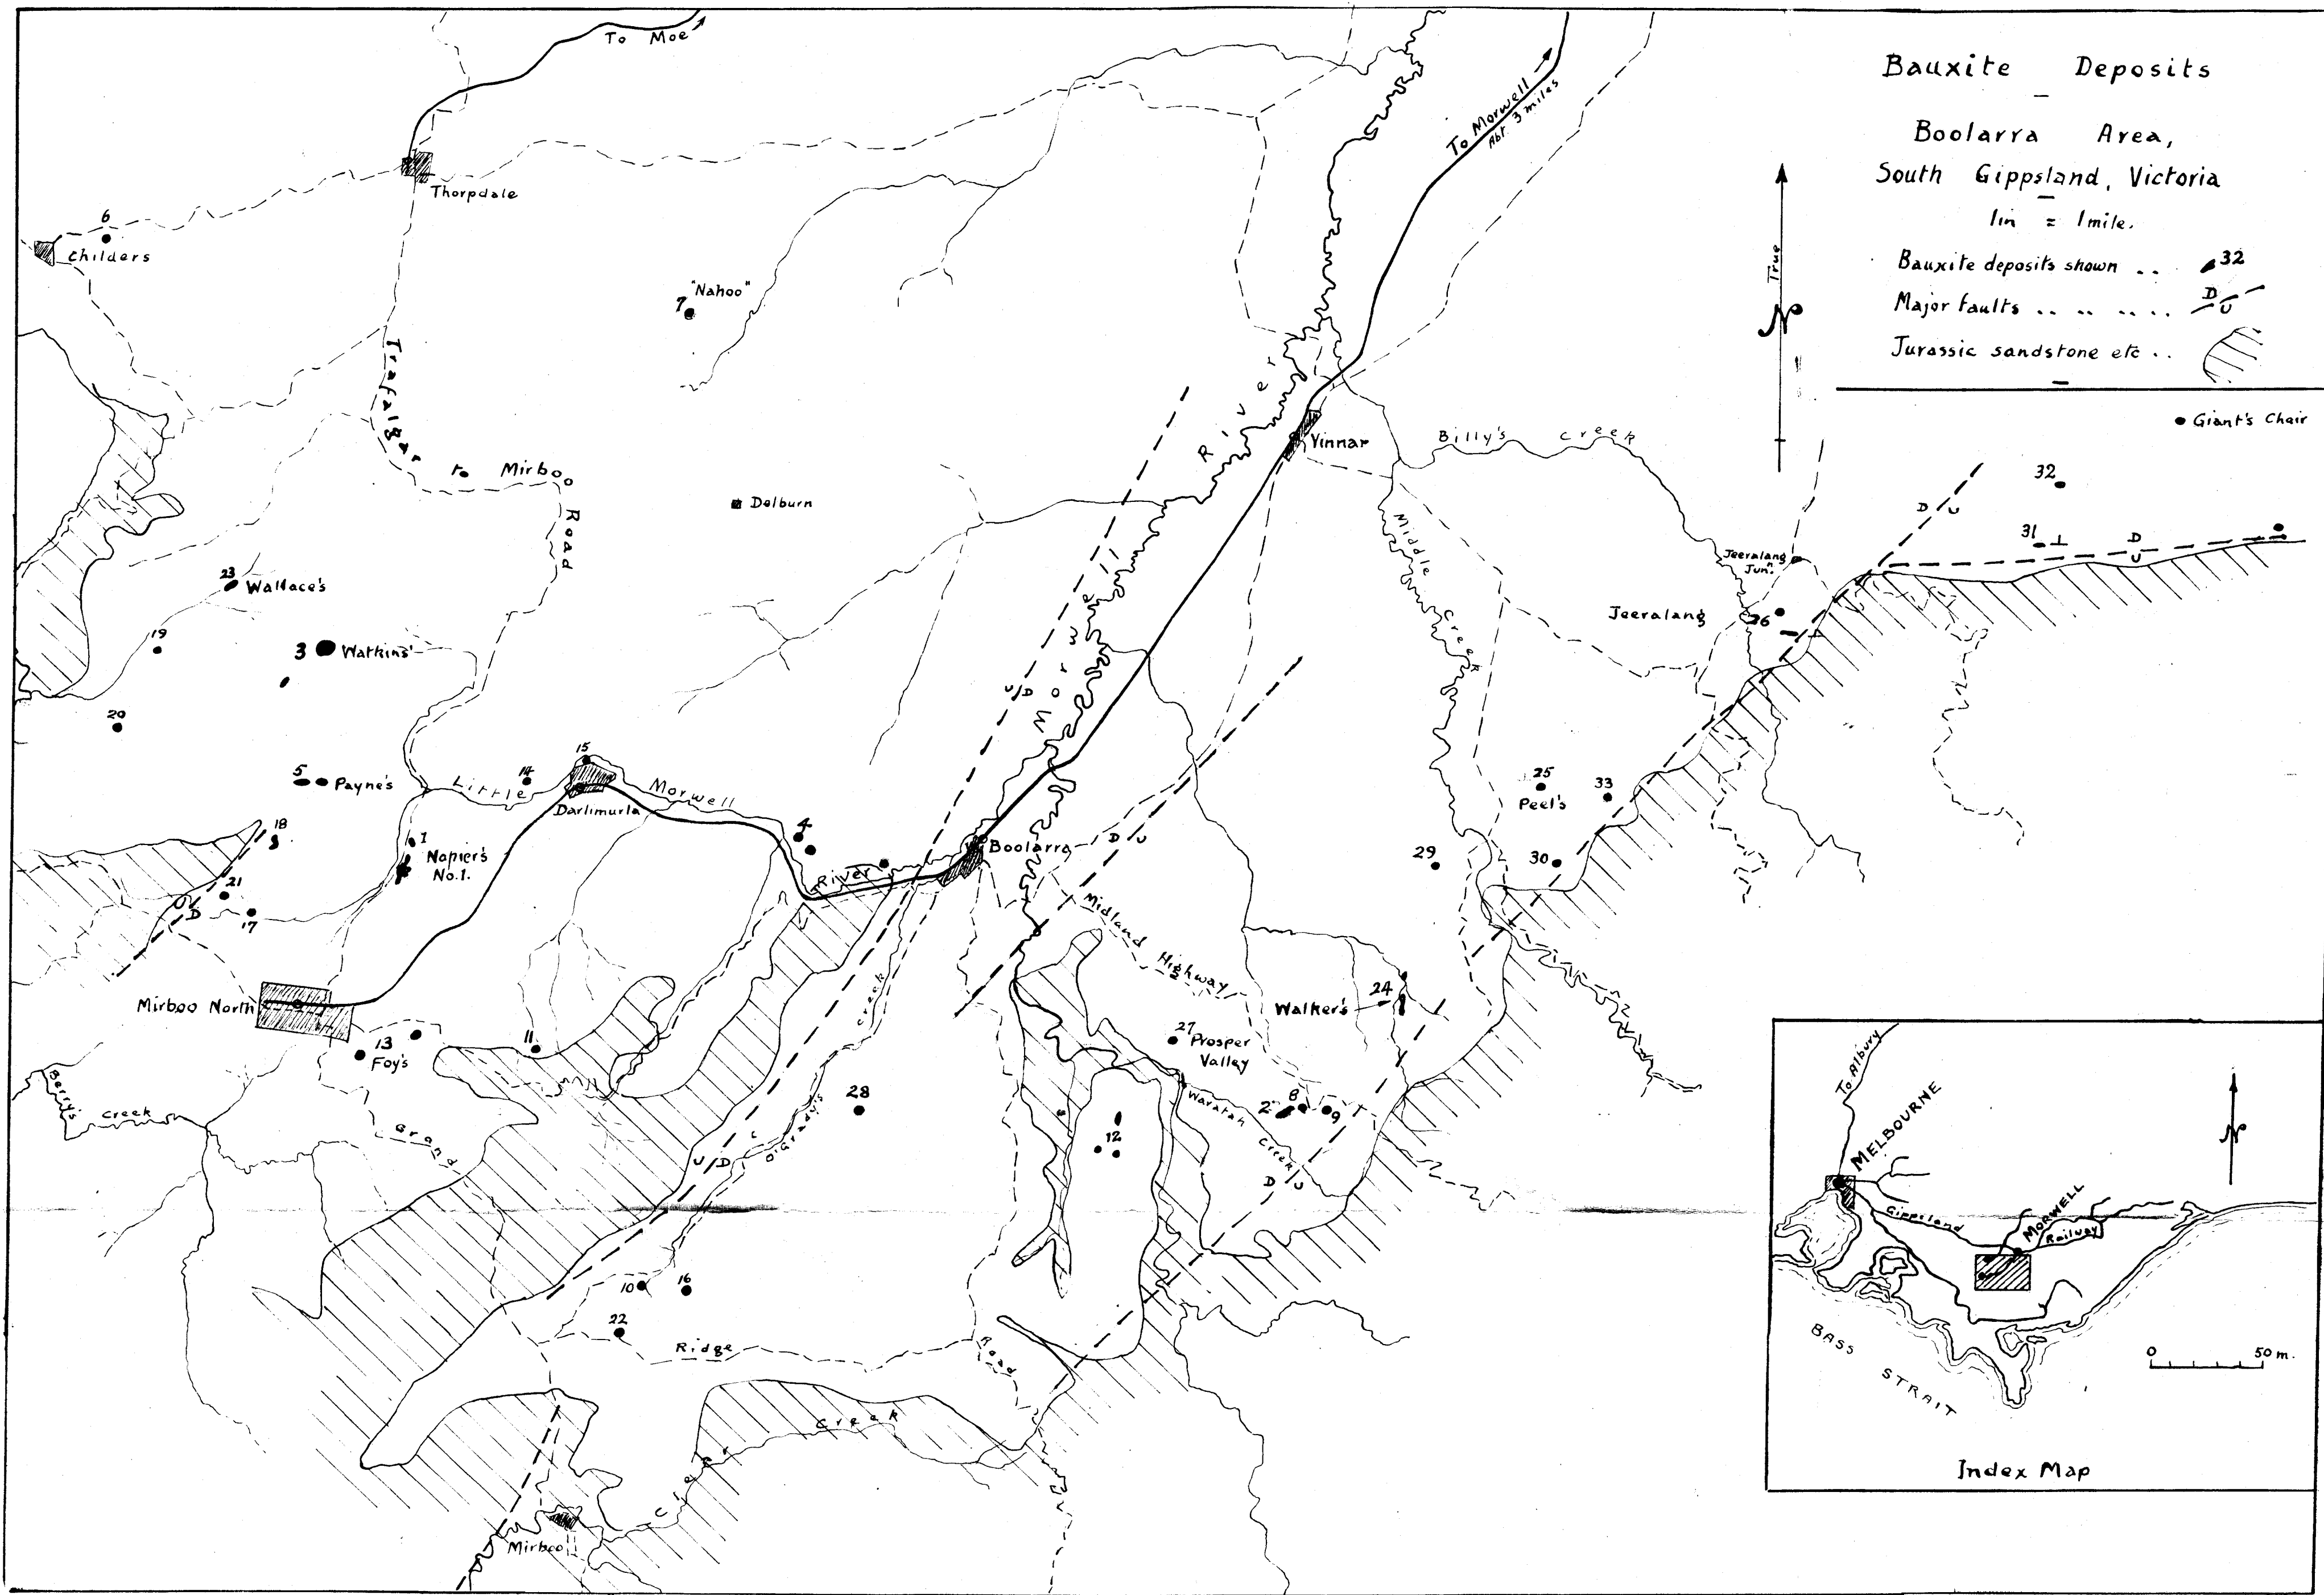 Bauxite Deposits
Boolarra Area,
South Gippsland, Victoria
1in = 1mile.
Bauxite deposits shown .. 32
Major faults .. .. .. .. D U
Jurassic sandstone etc ..
To Moe
To Morwell
Abt. 3 miles
True
N
Thorpdale
6
Childers
"Nahoo"
7
Giant's Chair
Trafalgar to Mirboo Road
Delburn
River
Yinnar
Billy's Creek
Middle Creek
32
D U
31
D
U
Jeeralang
Junn.
Jeeralang
26
23
Wallace's
19
3 Watkins'
20
U/D
Morwell
5 Payne's
15
14
Little Morwell River
Darlimurla
18
1
Napier's
No.1.
4
Boolarra
D U
25
Peel's
33
29
30
21
U
D
17
Midland Highway
Mirboo North
13
Foy's
11
Walker's
24
27
Prosper
Valley
28
O'Grady's Creek
12
2
8
9
Waratah Creek
D U
Berry's Creek
Grand Ridge Road
U/D
10
16
22
Creek
Mirboo
To Albury
MELBOURNE
N
Gippsland Railway
MORWELL
BASS STRAIT
0 50 m.
Index Map